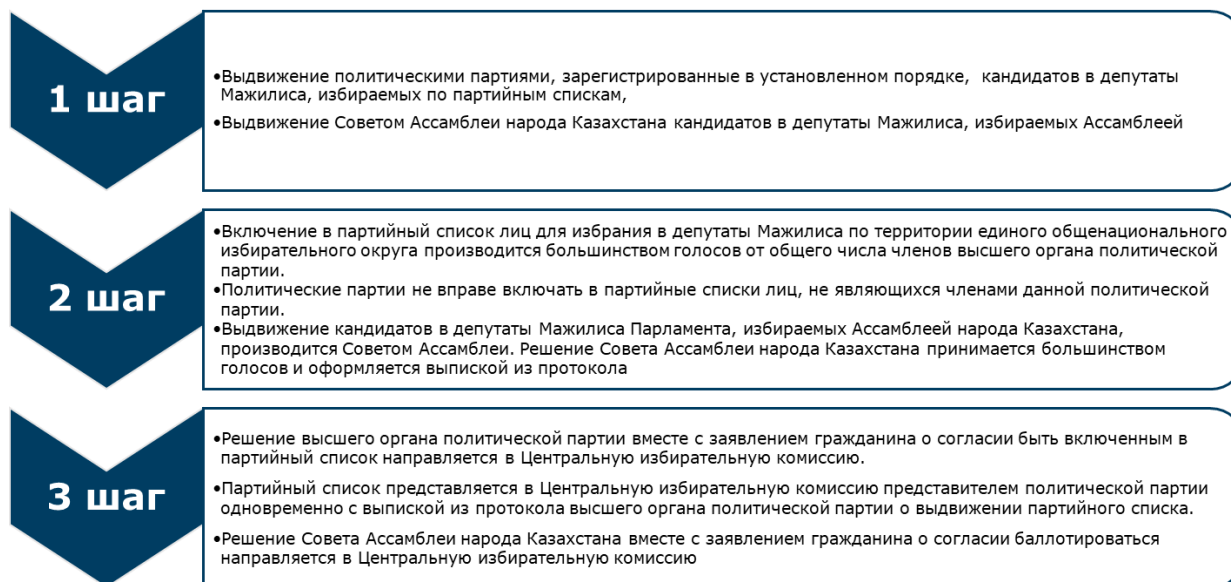 1 шаг
•Выдвижение политическими партиями, зарегистрированные в установленном порядке, кандидатов в депутаты
Мажилиса, избираемых по партийным спискам,
•Выдвижение Советом Ассамблеи народа Казахстана кандидатов в депутаты Мажилиса, избираемых Ассамблеей
2 шаг
•Включение в партийный список лиц для избрания в депутаты Мажилиса по территории единого общенационального
избирательного округа производится большинством голосов от общего числа членов высшего органа политической
партии.
•Политические партии не вправе включать в партийные списки лиц, не являющихся членами данной политической
партии.
•Выдвижение кандидатов в депутаты Мажилиса Парламента, избираемых Ассамблеей народа Казахстана,
производится Советом Ассамблеи. Решение Совета Ассамблеи народа Казахстана принимается большинством
голосов и оформляется выпиской из протокола
3 шаг
•Решение высшего органа политической партии вместе с заявлением гражданина о согласии быть включенным в
партийный список направляется в Центральную избирательную комиссию.
•Партийный список представляется в Центральную избирательную комиссию представителем политической партии
одновременно с выпиской из протокола высшего органа политической партии о выдвижении партийного списка.
•Решение Совета Ассамблеи народа Казахстана вместе с заявлением гражданина о согласии баллотироваться
направляется в Центральную избирательную комиссию